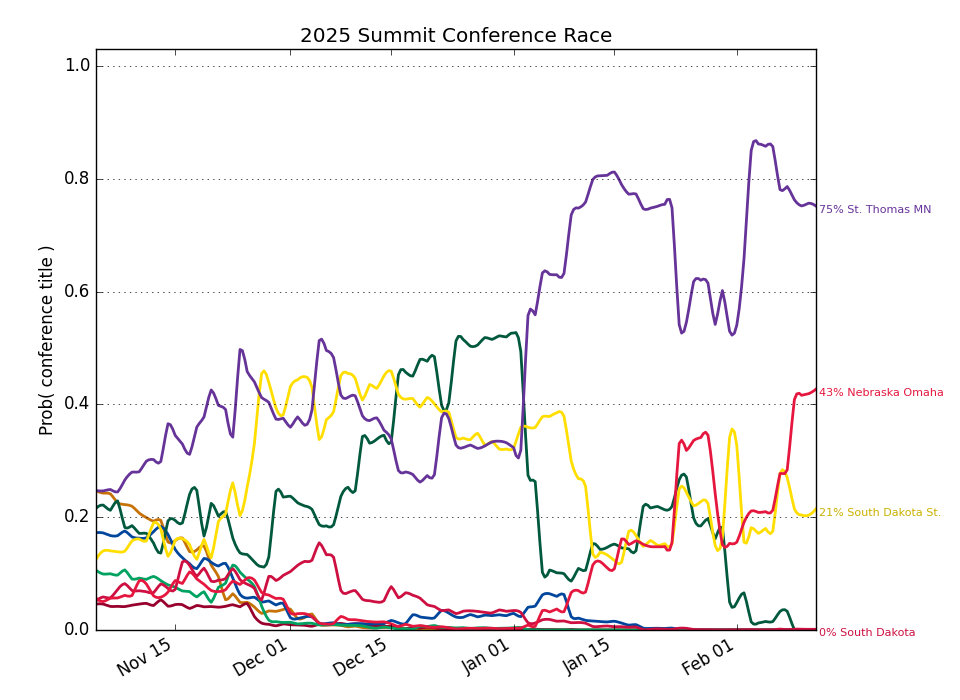 2025 Summit Conference Race
Prob( conference title )
1.0
0.8
0.6
0.4
0.2
0.0
75% St. Thomas MN
43% Nebraska Omaha
21% South Dakota St.
0% South Dakota
Nov 15
Dec 01
Dec 15
Jan 01
Jan 15
Feb 01